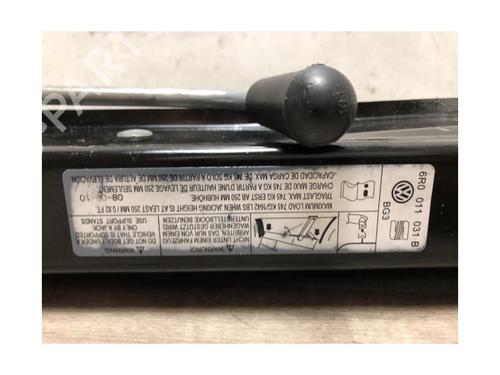 6R0 011 031 B
BG3
MAXIMUM LOAD 745 KG/1642 LBS WHEN JACKING HEIGHT IS AT LEAST 250 MM/ 0.82 FT.
TRAGLAST MAX. 745 KG ERST AB 250 MM HUBHÖHE
CHARGE MAXI DE 745 KG A PARTIR D'UNE HAUTEUR DE LEVAGE 250 MM SEULEMENT
CAPACIDAD DE CARGA MAX. DE 745 KG SOLO A PARTIR DE 250 MM DE ALTURA DE ELEVACIÓN
08-10
WARNUNG!
NICHT UNTER EINEM FAHRZEUG
ARBEITEN DAS NUR VON EINEM
WAGENHEBER GESTÜTZT WIRD
UNTERSTELLBÖCKE BENUTZEN
WARNING!
DO NOT GET BODILY UNDER A
VEHICLE THAT IS SUPPORTED
ONLY BY A JACK.
USE SUPPORT STANDS